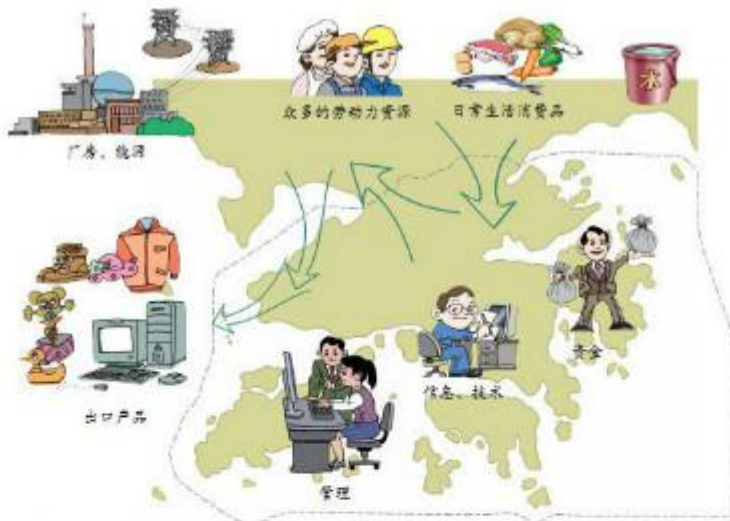 众多的劳动力资源
日常生活消费品
水
厂房、能源
资金
信息、技术
出口产品
管理